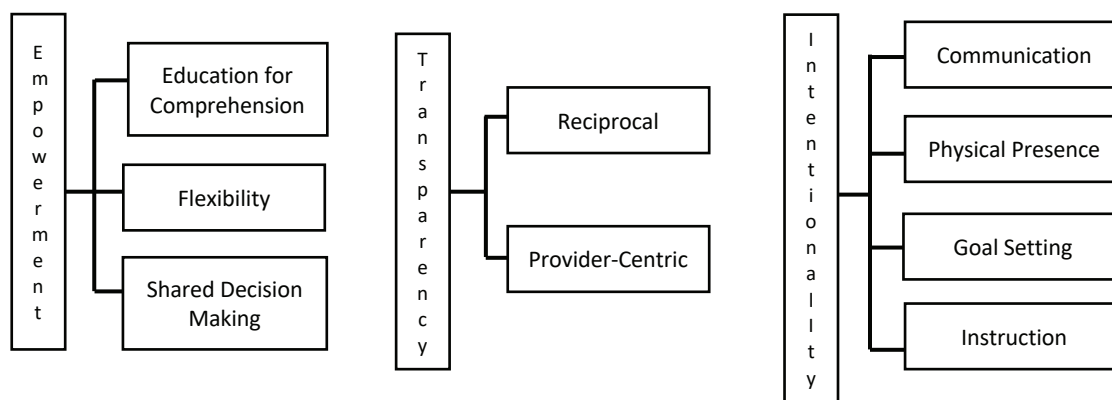 Empowerment
Education for
Comprehension
Flexibility
Shared Decision
Making
Transparency
Reciprocal
Provider-Centric
IntentionalIty
Communication
Physical Presence
Goal Setting
Instruction